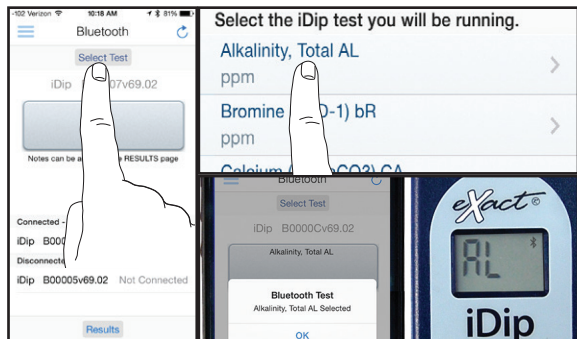 -102 Verizon 10:18 AM 81%
Bluetooth
Select Test
iDip 07v69.02
Notes can be a e RESULTS page
Connected -
iDip B000
Disconnecte
iDip B00005v69.02 Not Connected
Results
Select the iDip test you will be running.
Alkalinity, Total AL
ppm
Bromine ( D-1) bR
ppm
Calcium ( CO3) CA
Bluetooth
Select Test
iDip B0000Cv69.02
Alkalinity, Total AL
Bluetooth Test
Alkalinity, Total AL Selected
OK
eXact®
AL
iDip